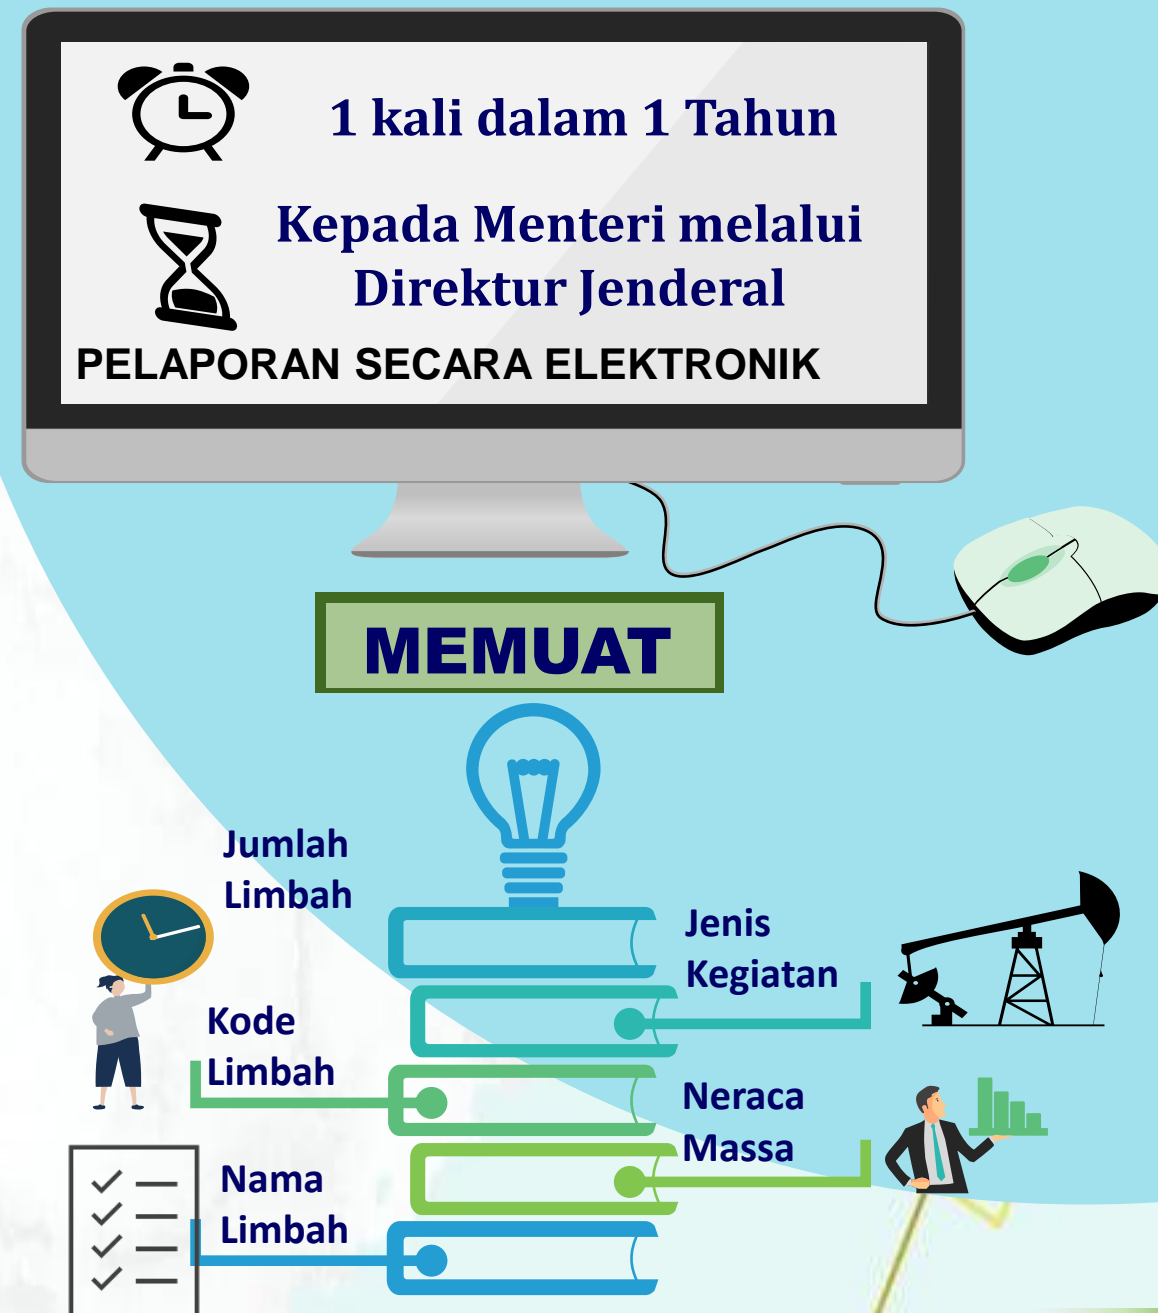 1 kali dalam 1 Tahun
Kepada Menteri melalui
Direktur Jenderal
PELAPORAN SECARA ELEKTRONIK
MEMUAT
Jumlah
Limbah
Jenis
Kegiatan
Kode
Limbah
Neraca
Massa
Nama
Limbah